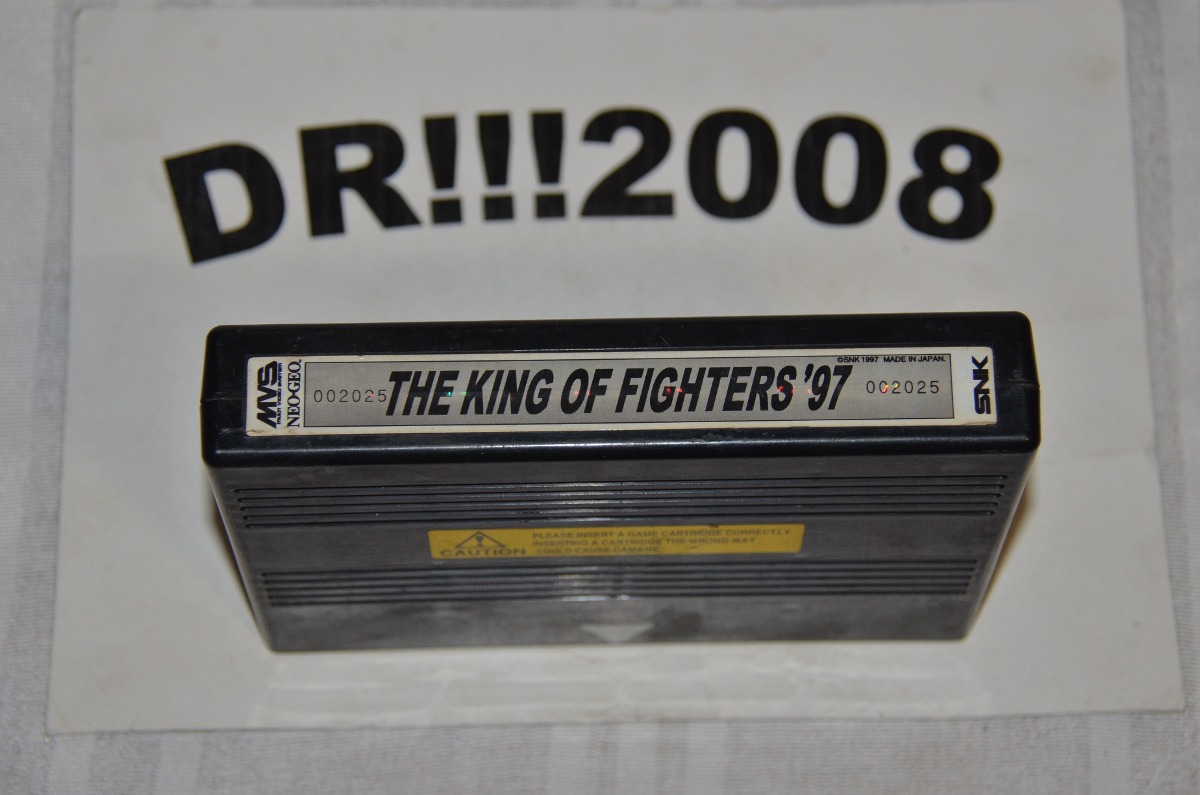 DR!!!2008
MVS
NEO•GEO
002025
THE KING OF FIGHTERS '97
©SNK 1997 MADE IN JAPAN.
002025
SNK
CAUTION
PLEASE INSERT A GAME CARTRIDGE CORRECTLY.
INSERTING A CARTRIDGE THE WRONG WAY
COULD CAUSE DAMAGE